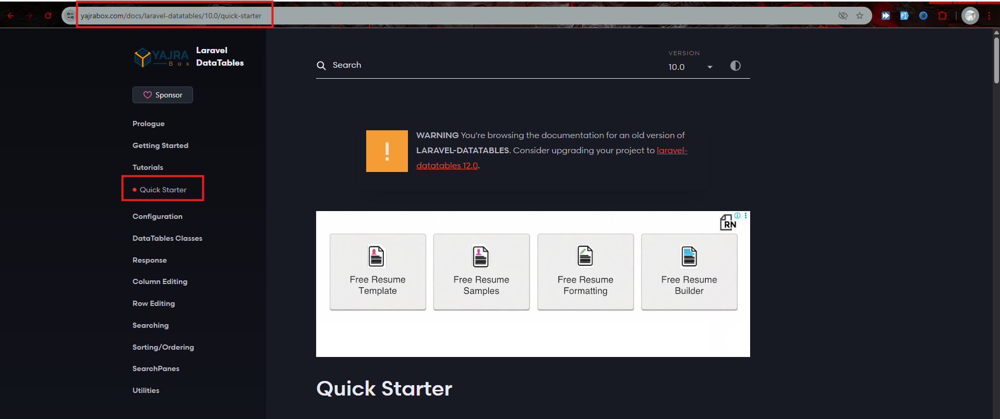 yajrabox.com/docs/laravel-datatables/10.0/quick-starter
YAJRA
Box
Laravel
DataTables
Sponsor
Prologue
Getting Started
Tutorials
Quick Starter
Configuration
DataTables Classes
Response
Column Editing
Row Editing
Searching
Sorting/Ordering
SearchPanes
Utilities
Search
VERSION
10.0
WARNING You're browsing the documentation for an old version of
LARAVEL-DATATABLES. Consider upgrading your project to laravel-
datatables 12.0.
RN
Free Resume
Template
Free Resume
Samples
Free Resume
Formatting
Free Resume
Builder
Quick Starter